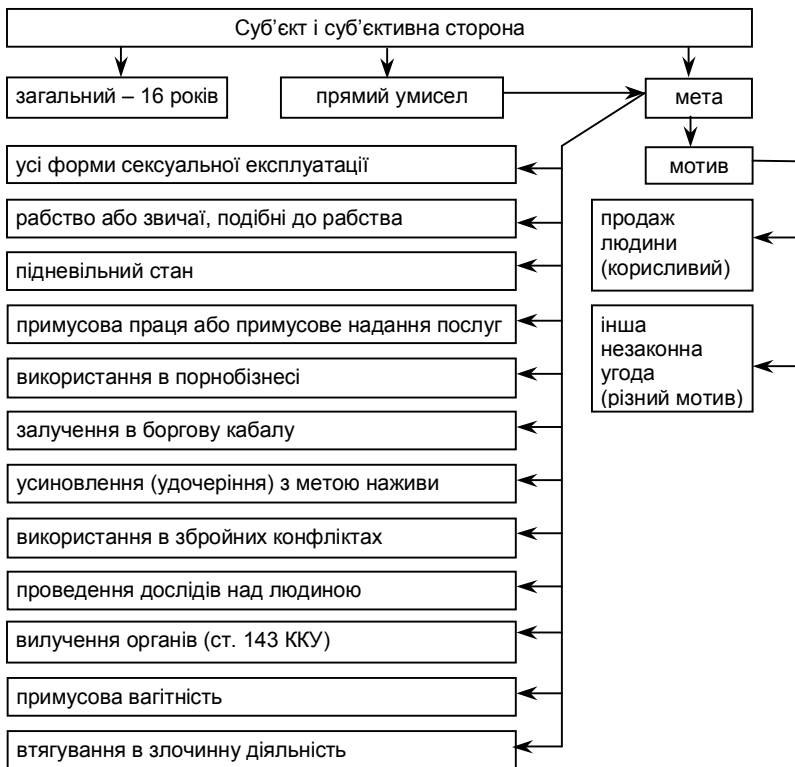 Суб’єкт і суб’єктивна сторона
загальний – 16 років
прямий умисел
мета
мотив
усі форми сексуальної експлуатації
рабство або звичаї, подібні до рабства
підневільний стан
примусова праця або примусове надання послуг
використання в порнобізнесі
залучення в боргову кабалу
усиновлення (удочеріння) з метою наживи
використання в збройних конфліктах
проведення дослідів над людиною
вилучення органів (ст. 143 ККУ)
примусова вагітність
втягування в злочинну діяльність
продаж
людини
(корисливий)
інша
незаконна
угода
(різний мотив)